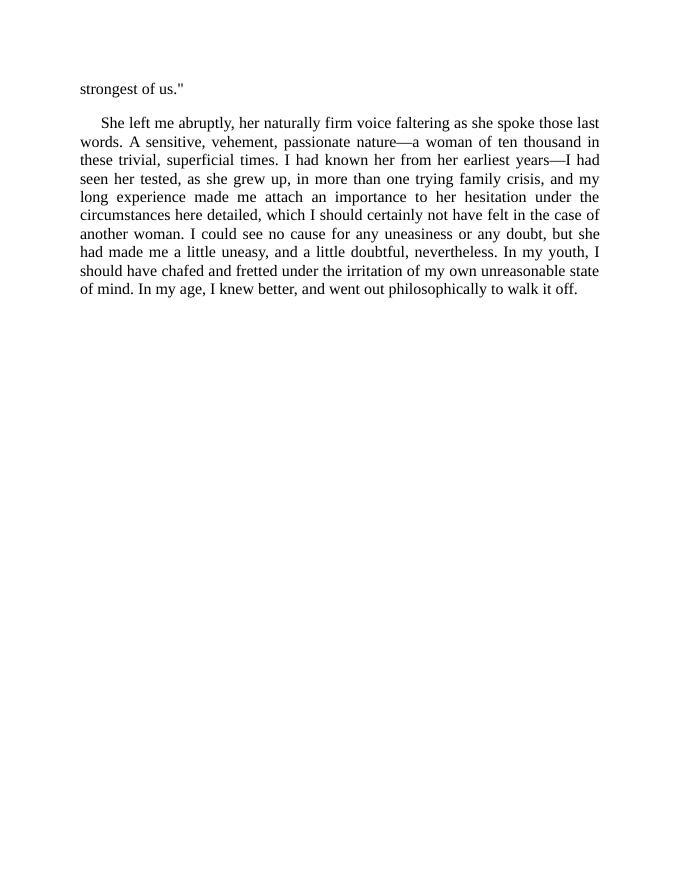 strongest of us."
She left me abruptly, her naturally firm voice faltering as she spoke those last
words. A sensitive, vehement, passionate nature—a woman of ten thousand in
these trivial, superficial times. I had known her from her earliest years—I had
seen her tested, as she grew up, in more than one trying family crisis, and my
long experience made me attach an importance to her hesitation under the
circumstances here detailed, which I should certainly not have felt in the case of
another woman. I could see no cause for any uneasiness or any doubt, but she
had made me a little uneasy, and a little doubtful, nevertheless. In my youth, I
should have chafed and fretted under the irritation of my own unreasonable state
of mind. In my age, I knew better, and went out philosophically to walk it off.